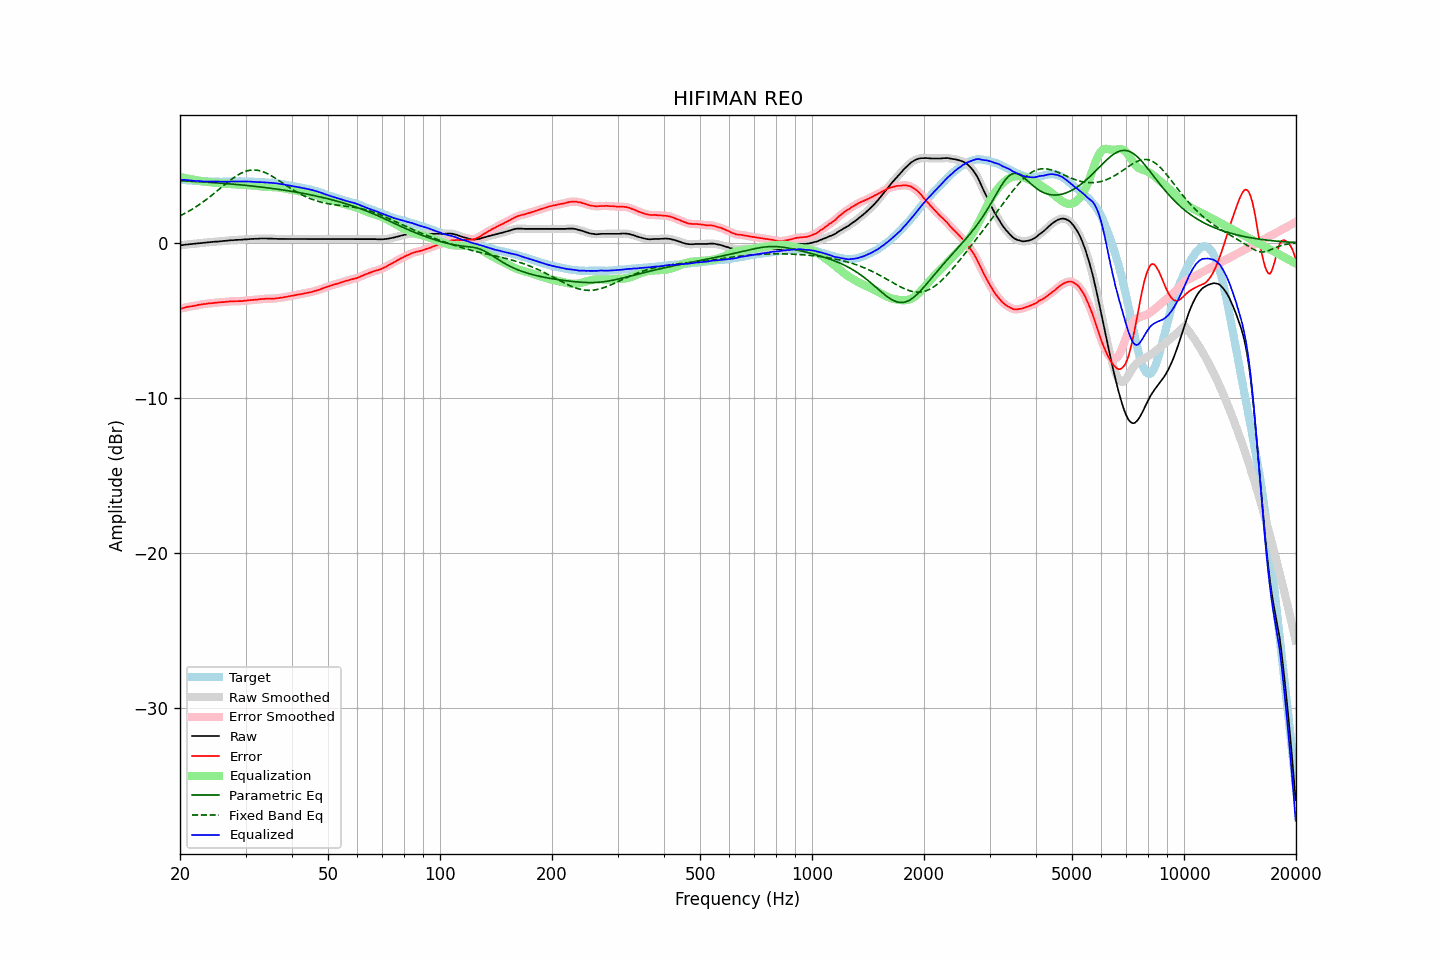 HIFIMAN RE0
Amplitude (dBr)
0
−10
−20
−30
Target
Raw Smoothed
Error Smoothed
Raw
Error
Equalization
Parametric Eq
Fixed Band Eq
Equalized
20 50 100 200 500 1000 2000 5000 10000 20000
Frequency (Hz)